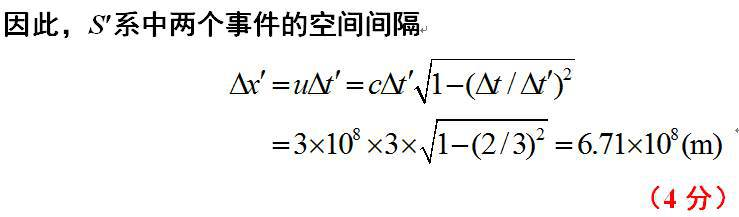 因此，S′系中两个事件的空间间隔
Δx′ = uΔt′ = cΔt′√(1−(Δt / Δt′)²)
=3×10⁸ ×3×√(1−(2/3)²) = 6.71×10⁸(m)
（4 分）